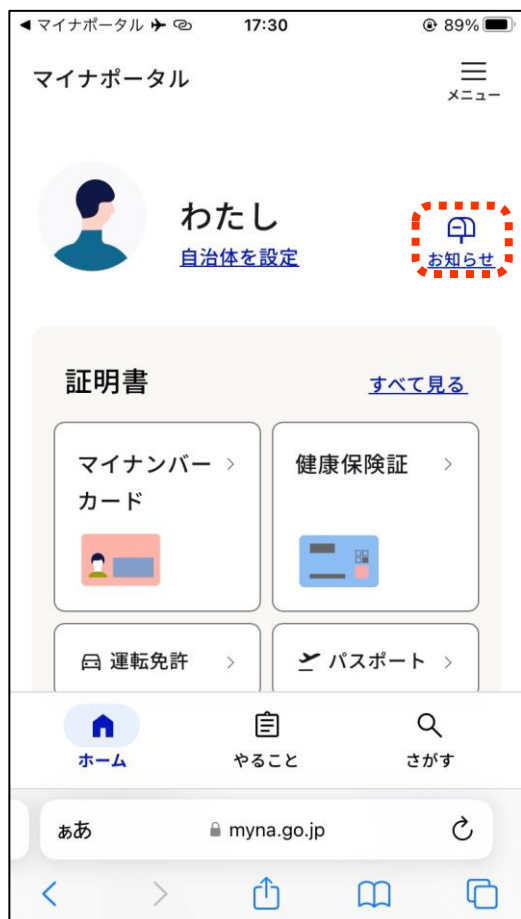 マイナポータル 17:30 89%
マイナポータル
メニュー
わたし
自治体を設定
お知らせ
証明書 すべて見る
マイナンバー
カード
健康保険証
運転免許 パスポート
ホーム やること さがす
ぁあ myna.go.jp